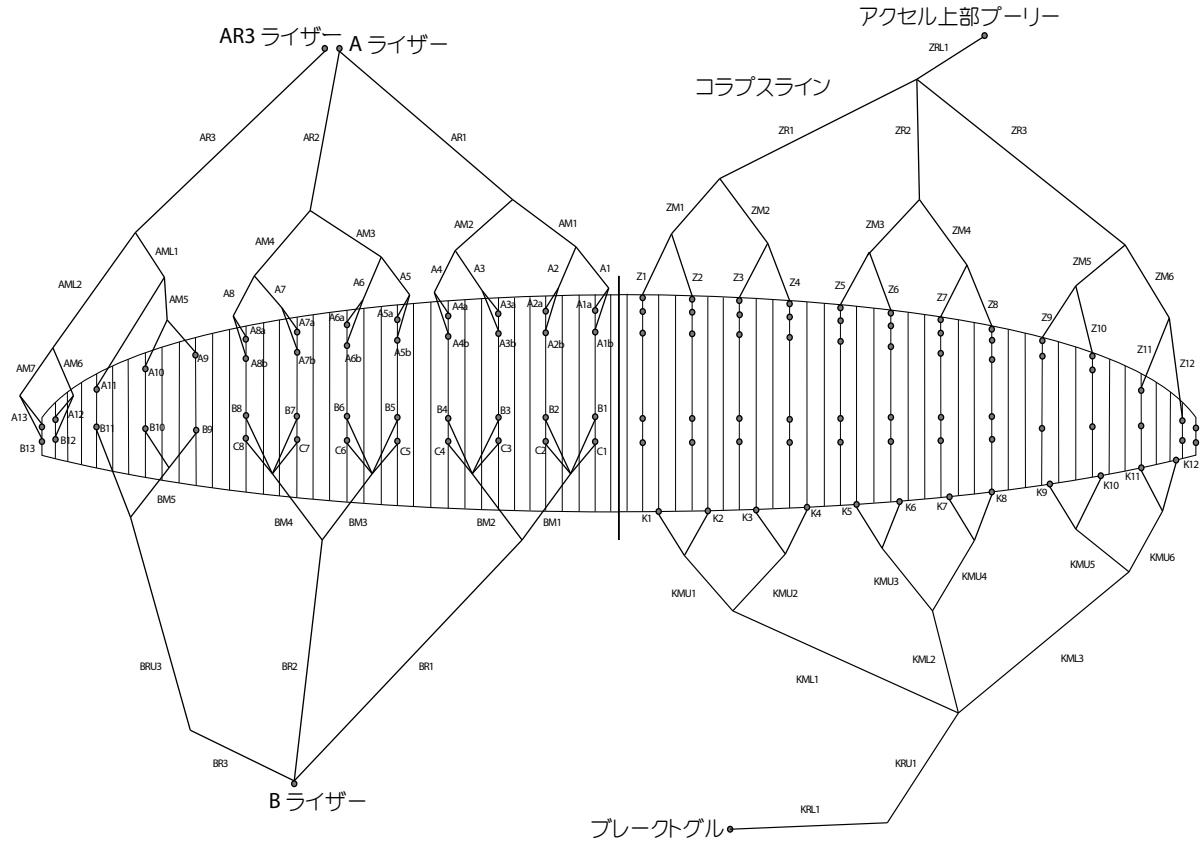 アクセル上部プーリー
AR3 ライザー
A ライザー
ZRL1
コラプスライン
AR3
AR2
AR1
ZR1
ZR2
ZR3
ZM1
ZM2
ZM3
ZM4
ZM5
ZM6
AML1
AML2
AM4
AM3
AM2
AM1
AM5
AM6
AM7
A8
A7
A6
A5
A4
A3
A2
A1
Z1
Z2
Z3
Z4
Z5
Z6
Z7
Z8
Z9
Z10
Z11
Z12
A8a
A7a
A6a
A5a
A4a
A3a
A2a
A1a
A8b
A7b
A6b
A5b
A4b
A3b
A2b
A1b
A13
A12
A11
A10
A9
B13
B12
B11
B10
B9
B8
B7
B6
B5
B4
B3
B2
B1
C8
C7
C6
C5
C4
C3
C2
C1
BM5
BM4
BM3
BM2
BM1
K1
K2
K3
K4
K5
K6
K7
K8
K9
K10
K11
K12
KMU1
KMU2
KMU3
KMU4
KMU5
KMU6
BRU3
BR2
BR1
KML1
KML2
KML3
BR3
B ライザー
KRU1
KRL1
ブレークトグル